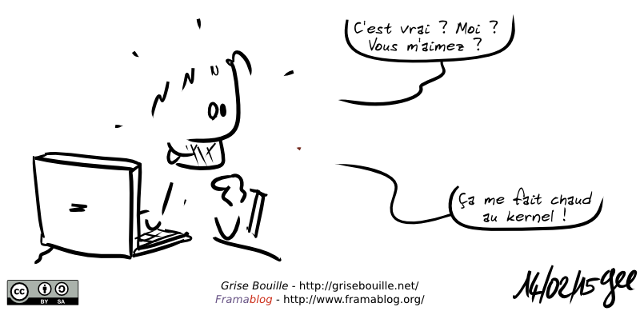 C'est vrai ? Moi ?
Vous m'aimez ?
Ça me fait chaud
au kernel !
Grise Bouille - http://grisebouille.net/
Framablog - http://www.framablog.org/
cc
BY SA
14/02/15 gee